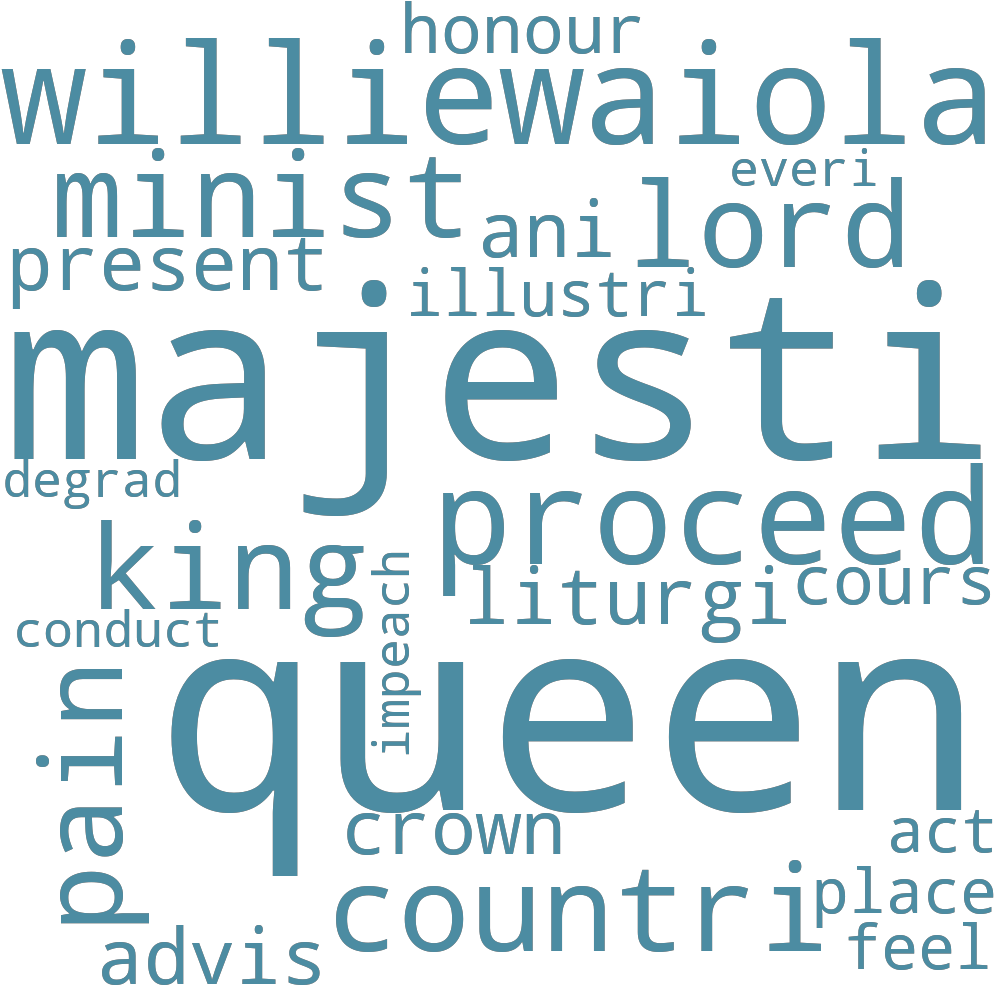 honour
williewaiola
minist
everi
ani
lord
present
illustri
majesti
degrad
proceed
king
impeach
liturgi
cours
conduct
queen
pain
crown
act
countri
place
advis
feel